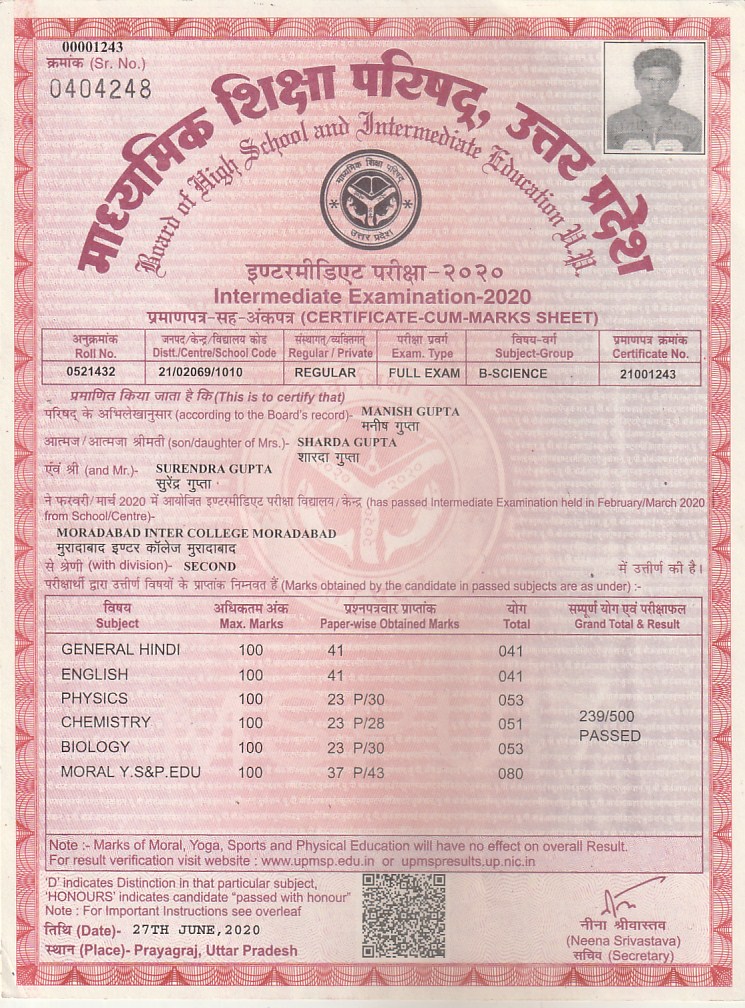 00001243
क्रमांक (Sr. No.)
0404248
माध्यमिक शिक्षा परिषद्, उत्तर प्रदेश
Board of High School and Intermediate Education U.P.
माध्यमिक शिक्षा परिषद
उत्तर प्रदेश
इण्टरमीडिएट परीक्षा-२०२०
Intermediate Examination-2020
प्रमाणपत्र-सह-अंकपत्र (CERTIFICATE-CUM-MARKS SHEET)
अनुक्रमांक जनपद/केन्द्र/विद्यालय कोड संस्थागत/व्यक्तिगत परीक्षा प्रवर्ग विषय-वर्ग प्रमाणपत्र क्रमांक
Roll No. Distt./Centre/School Code Regular / Private Exam. Type Subject-Group Certificate No.
0521432 21/02069/1010 REGULAR FULL EXAM B-SCIENCE 21001243
प्रमाणित किया जाता है कि (This is to certify that)
परिषद् के अभिलेखानुसार (according to the Board's record)- MANISH GUPTA
मनीष गुप्ता
आत्मज/आत्मजा श्रीमती (son/daughter of Mrs.)- SHARDA GUPTA
शारदा गुप्ता
एंव श्री (and Mr.)- SURENDRA GUPTA
सुरेंद्र गुप्ता
ने फरवरी/मार्च 2020 में आयोजित इण्टरमीडिएट परीक्षा विद्यालय/केन्द्र (has passed Intermediate Examination held in February/March 2020
from School/Centre)-
MORADABAD INTER COLLEGE MORADABAD
मुरादाबाद इण्टर कॉलेज मुरादाबाद
से श्रेणी (with division)- SECOND में उत्तीर्ण की है।
परीक्षार्थी द्वारा उत्तीर्ण विषयों के प्राप्तांक निम्नवत हैं (Marks obtained by the candidate in passed subjects are as under) :-
विषय अधिकतम अंक प्रश्नपत्रवार प्राप्तांक योग सम्पूर्ण योग एवं परीक्षाफल
Subject Max. Marks Paper-wise Obtained Marks Total Grand Total & Result
GENERAL HINDI 100 41 041
ENGLISH 100 41 041
PHYSICS 100 23 P/30 053
CHEMISTRY 100 23 P/28 051 239/500
BIOLOGY 100 23 P/30 053 PASSED
MORAL Y.S&P.EDU 100 37 P/43 080
Note :- Marks of Moral, Yoga, Sports and Physical Education will have no effect on overall Result.
For result verification visit website : www.upmsp.edu.in or upmspresults.up.nic.in
'D' indicates Distinction in that particular subject,
'HONOURS' indicates candidate "passed with honour"
Note : For Important Instructions see overleaf
तिथि (Date)- 27TH JUNE,2020
स्थान (Place)- Prayagraj, Uttar Pradesh
नीना श्रीवास्तव
(Neena Srivastava)
सचिव (Secretary)